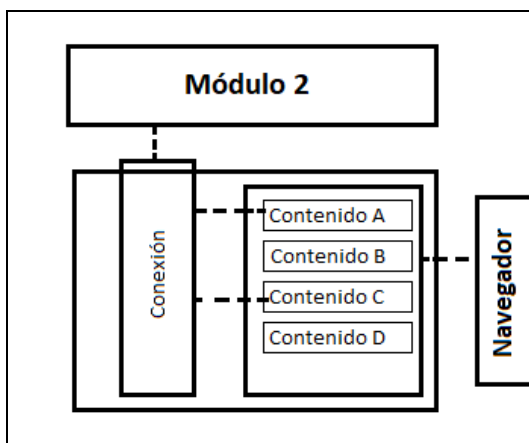 Módulo 2
Conexión
Contenido A
Contenido B
Contenido C
Contenido D
Navegador